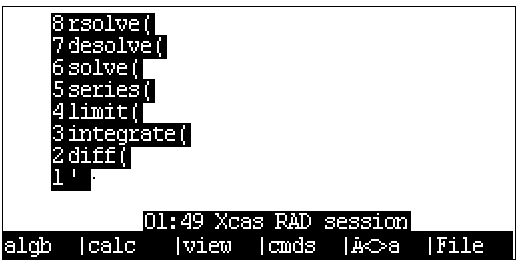 8 rsolve(
7 desolve(
6 solve(
5 series(
4 limit(
3 integrate(
2 diff(
1 '
01:49 Xcas RAD session
algb |calc |view |cmds |A<>a |File